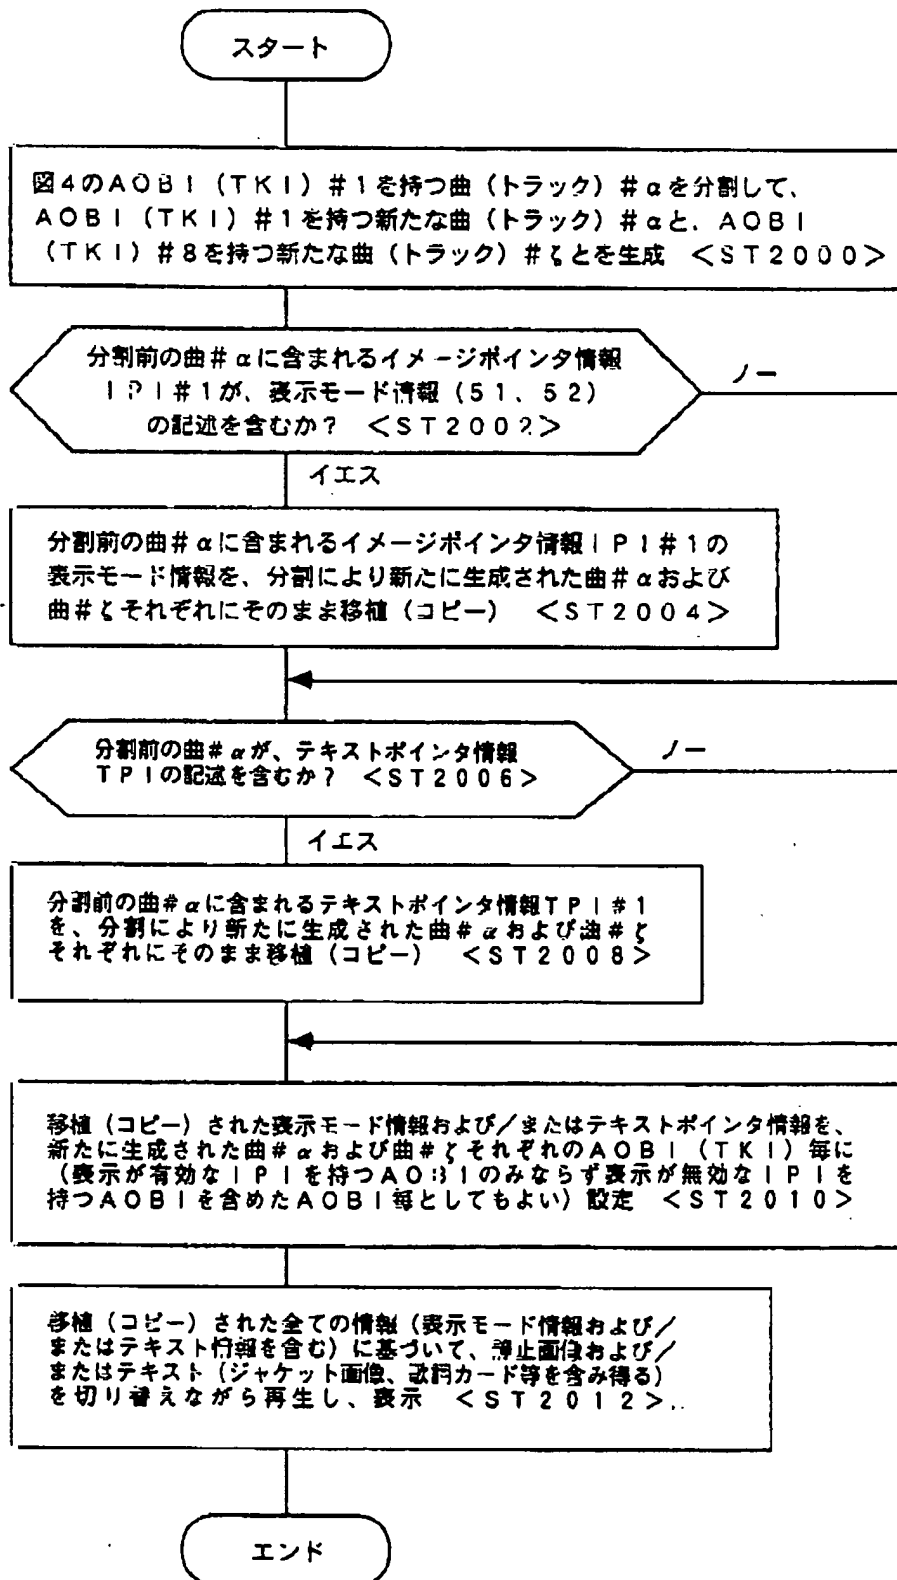 スタート
図4のAOBI(TKI)#1を持つ曲(トラック)#αを分割して、
AOBI(TKI)#1を持つ新たな曲(トラック)#αと、AOBI
(TKI)#8を持つ新たな曲(トラック)#ζとを生成 <ST2000>
分割前の曲#αに含まれるイメージポインタ情報
IPI#1が、表示モード情報(51、52)
の記述を含むか? <ST2002>
ノー
イエス
分割前の曲#αに含まれるイメージポインタ情報IPI#1の
表示モード情報を、分割により新たに生成された曲#αおよび
曲#ζそれぞれにそのまま移植(コピー) <ST2004>
分割前の曲#αが、テキストポインタ情報
TPIの記述を含むか? <ST2006>
ノー
イエス
分割前の曲#αに含まれるテキストポインタ情報TPI#1
を、分割により新たに生成された曲#αおよび曲#ζ
それぞれにそのまま移植(コピー) <ST2008>
移植(コピー)された表示モード情報および/またはテキストポインタ情報を、
新たに生成された曲#αおよび曲#ζそれぞれのAOBI(TKI)毎に
(表示が有効なIPIを持つAOBIのみならず表示が無効なIPIを
持つAOBIを含めたAOBI毎としてもよい)設定 <ST2010>
移植(コピー)された全ての情報(表示モード情報および/
またはテキスト情報を含む)に基づいて、静止画像および/
またはテキスト(ジャケット画像、歌詞カード等を含み得る)
を切り替えながら再生し、表示 <ST2012>
エンド